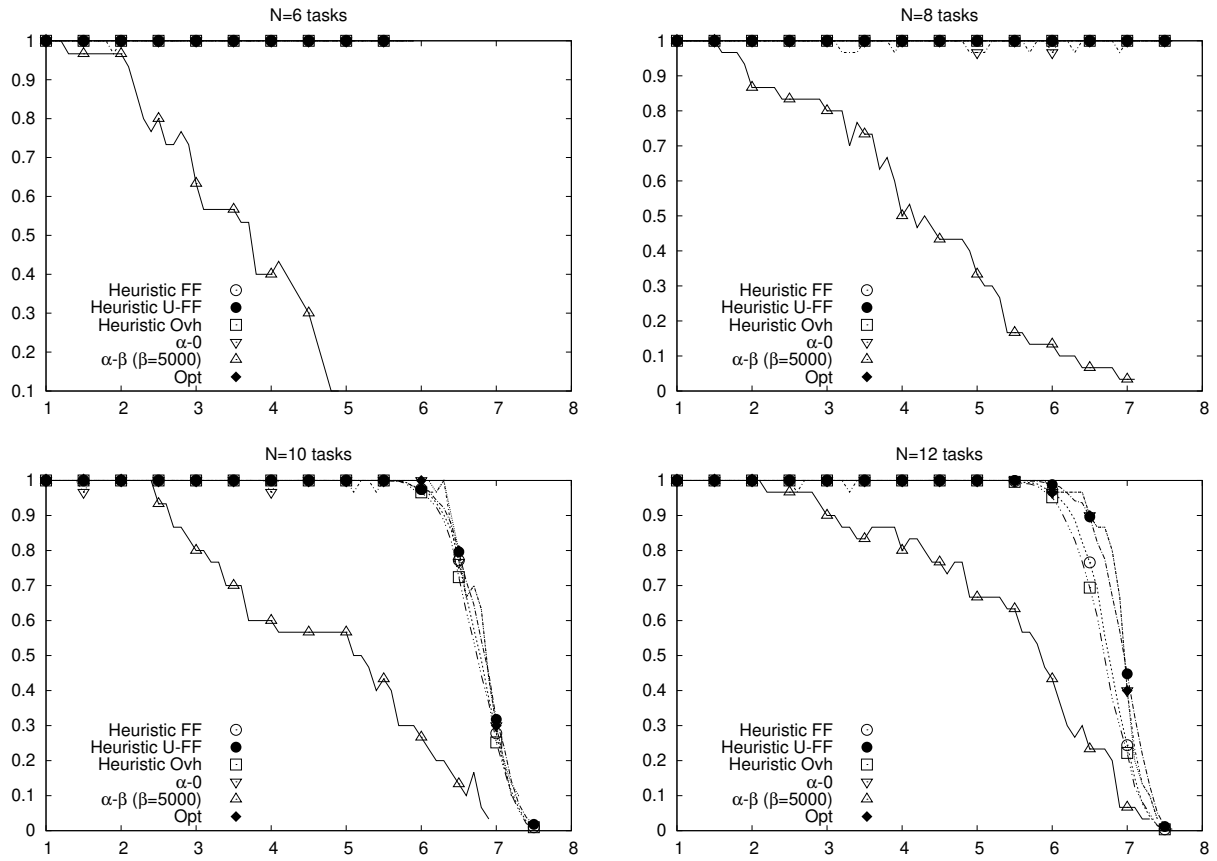 N=6 tasks
1
0.9
0.8
0.7
0.6
0.5
0.4
0.3
0.2
0.1
Heuristic FF
Heuristic U-FF
Heuristic Ovh
α-0
α-β (β=5000)
Opt
1 2 3 4 5 6 7 8
N=8 tasks
1
0.9
0.8
0.7
0.6
0.5
0.4
0.3
0.2
0.1
0
Heuristic FF
Heuristic U-FF
Heuristic Ovh
α-0
α-β (β=5000)
Opt
1 2 3 4 5 6 7 8
N=10 tasks
1
0.9
0.8
0.7
0.6
0.5
0.4
0.3
0.2
0.1
0
Heuristic FF
Heuristic U-FF
Heuristic Ovh
α-0
α-β (β=5000)
Opt
1 2 3 4 5 6 7 8
N=12 tasks
1
0.9
0.8
0.7
0.6
0.5
0.4
0.3
0.2
0.1
0
Heuristic FF
Heuristic U-FF
Heuristic Ovh
α-0
α-β (β=5000)
Opt
1 2 3 4 5 6 7 8